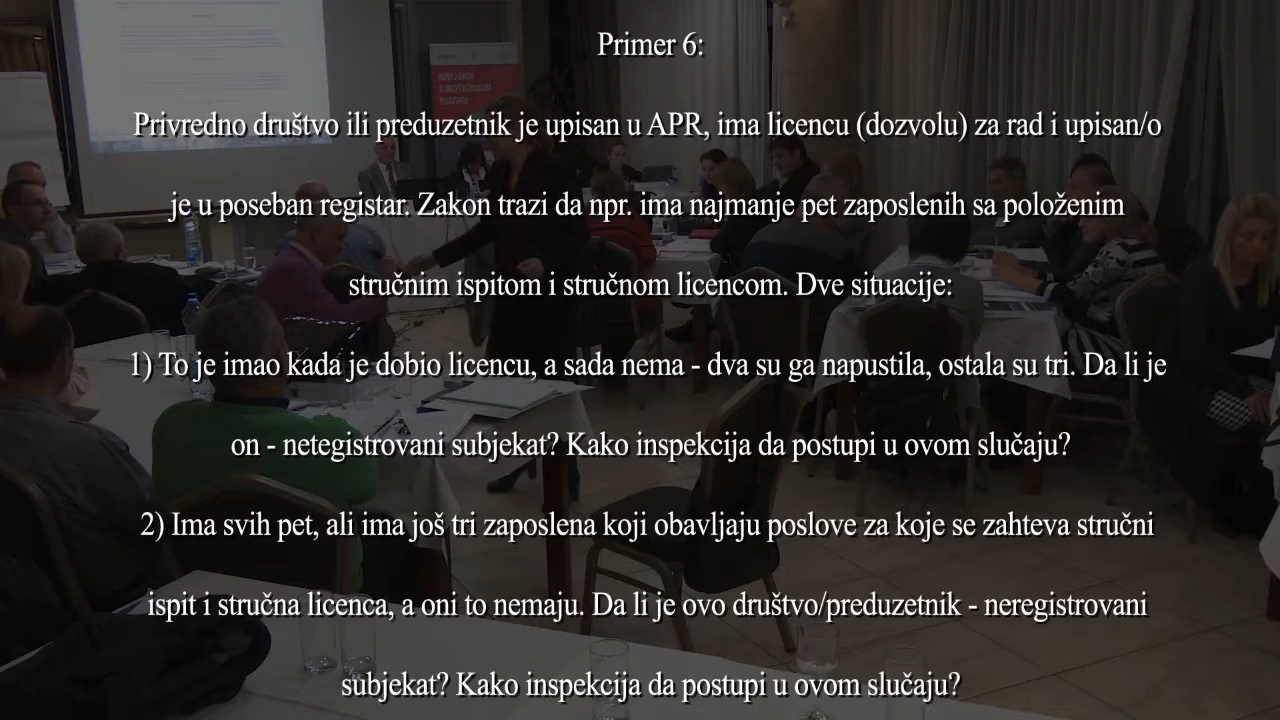 Primer 6:
Privredno društvo ili preduzetnik je upisan u APR, ima licencu (dozvolu) za rad i upisan/o
je u poseban registar. Zakon trazi da npr. ima najmanje pet zaposlenih sa položenim
stručnim ispitom i stručnom licencom. Dve situacije:
1) To je imao kada je dobio licencu, a sada nema - dva su ga napustila, ostala su tri. Da li je
on - netegistrovani subjekat? Kako inspekcija da postupi u ovom slučaju?
2) Ima svih pet, ali ima još tri zaposlena koji obavljaju poslove za koje se zahteva stručni
ispit i stručna licenca, a oni to nemaju. Da li je ovo društvo/preduzetnik - neregistrovani
subjekat? Kako inspekcija da postupi u ovom slučaju?